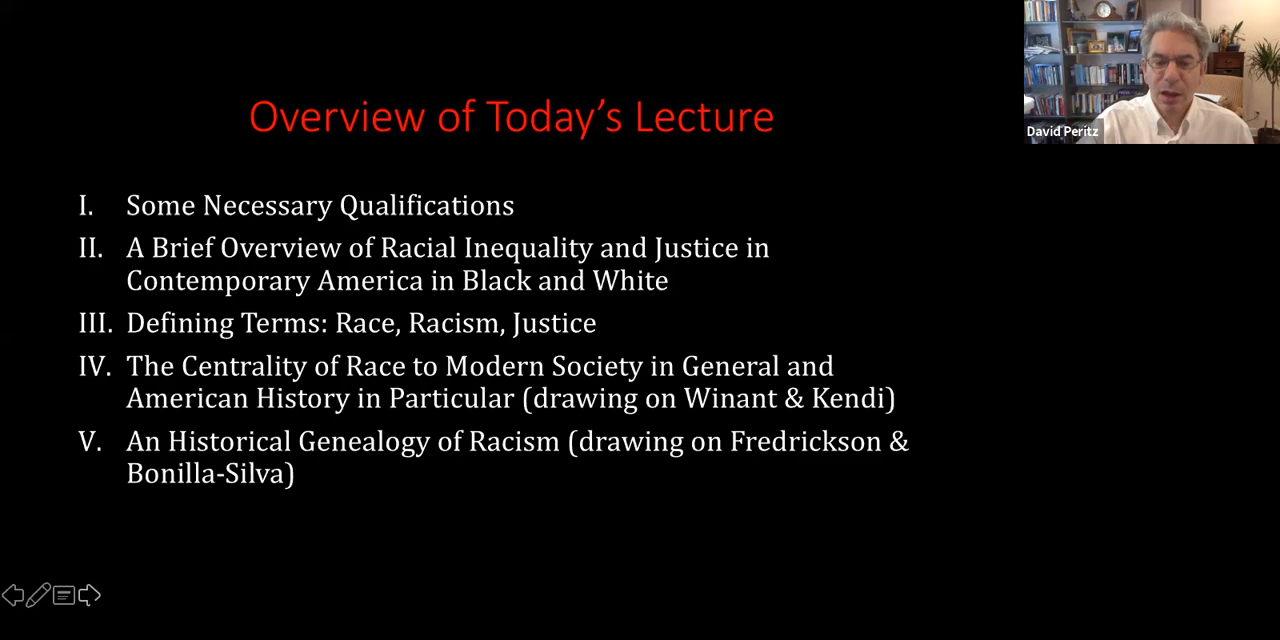 Overview of Today's Lecture
David Peritz
I. Some Necessary Qualifications
II. A Brief Overview of Racial Inequality and Justice in
Contemporary America in Black and White
III. Defining Terms: Race, Racism, Justice
IV. The Centrality of Race to Modern Society in General and
American History in Particular (drawing on Winant & Kendi)
V. An Historical Genealogy of Racism (drawing on Fredrickson &
Bonilla-Silva)